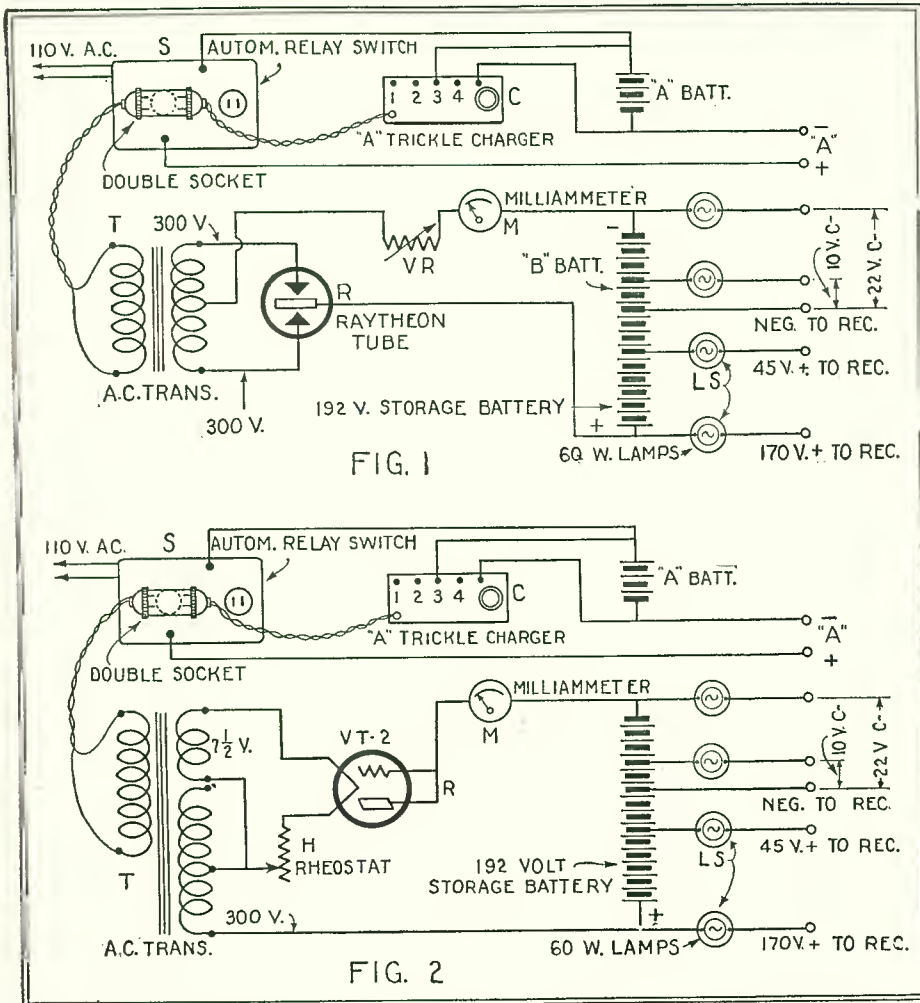 110 V. A.C.
S
AUTOM. RELAY SWITCH
1 2 3 4
C
"A" BATT.
"A" TRICKLE CHARGER
"A"
-
+
DOUBLE SOCKET
T
300 V.
MILLIAMMETER
M
VR
-
"B" BATT.
10 V. C-
22 V. C-
R
RAYTHEON
TUBE
NEG. TO REC.
LS
45 V. + TO REC.
A.C. TRANS.
300 V.
192 V. STORAGE BATTERY
+
60 W. LAMPS
170 V. + TO REC.
FIG. 1
110 V. AC.
S
AUTOM. RELAY SWITCH
1 2 3 4
C
"A" BATT.
"A" TRICKLE CHARGER
"A"
-
+
DOUBLE SOCKET
MILLIAMMETER
M
7 1/2 V.
VT-2
R
10 V. C-
22 V. C-
NEG. TO REC.
H
RHEOSTAT
LS
45 V. + TO REC.
192 VOLT
STORAGE BATTERY
T
300 V.
+
A.C. TRANS.
60 W. LAMPS
170 V. + TO REC.
FIG. 2